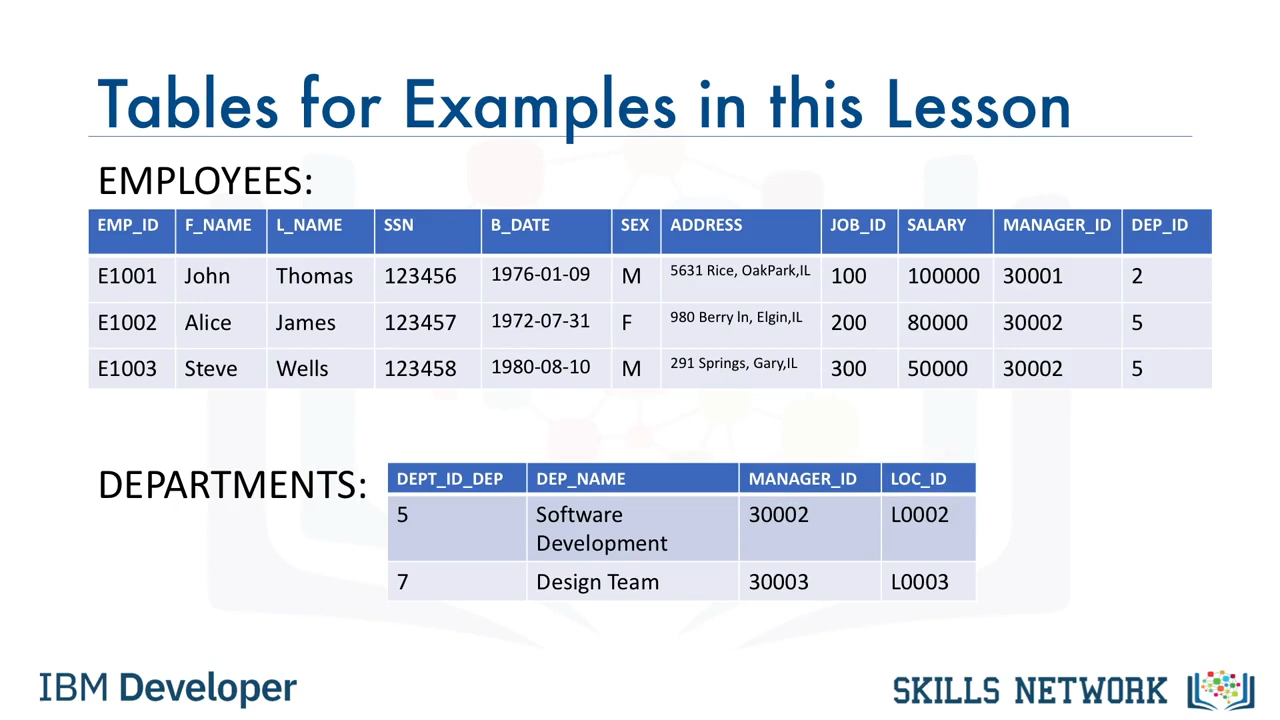 Tables for Examples in this Lesson
EMPLOYEES:
EMP_ID F_NAME L_NAME SSN B_DATE SEX ADDRESS JOB_ID SALARY MANAGER_ID DEP_ID
E1001 John Thomas 123456 1976-01-09 M 5631 Rice, OakPark,IL 100 100000 30001 2
E1002 Alice James 123457 1972-07-31 F 980 Berry ln, Elgin,IL 200 80000 30002 5
E1003 Steve Wells 123458 1980-08-10 M 291 Springs, Gary,IL 300 50000 30002 5
DEPARTMENTS:
DEPT_ID_DEP DEP_NAME MANAGER_ID LOC_ID
5 Software 30002 L0002
Development
7 Design Team 30003 L0003
IBM Developer
SKILLS NETWORK